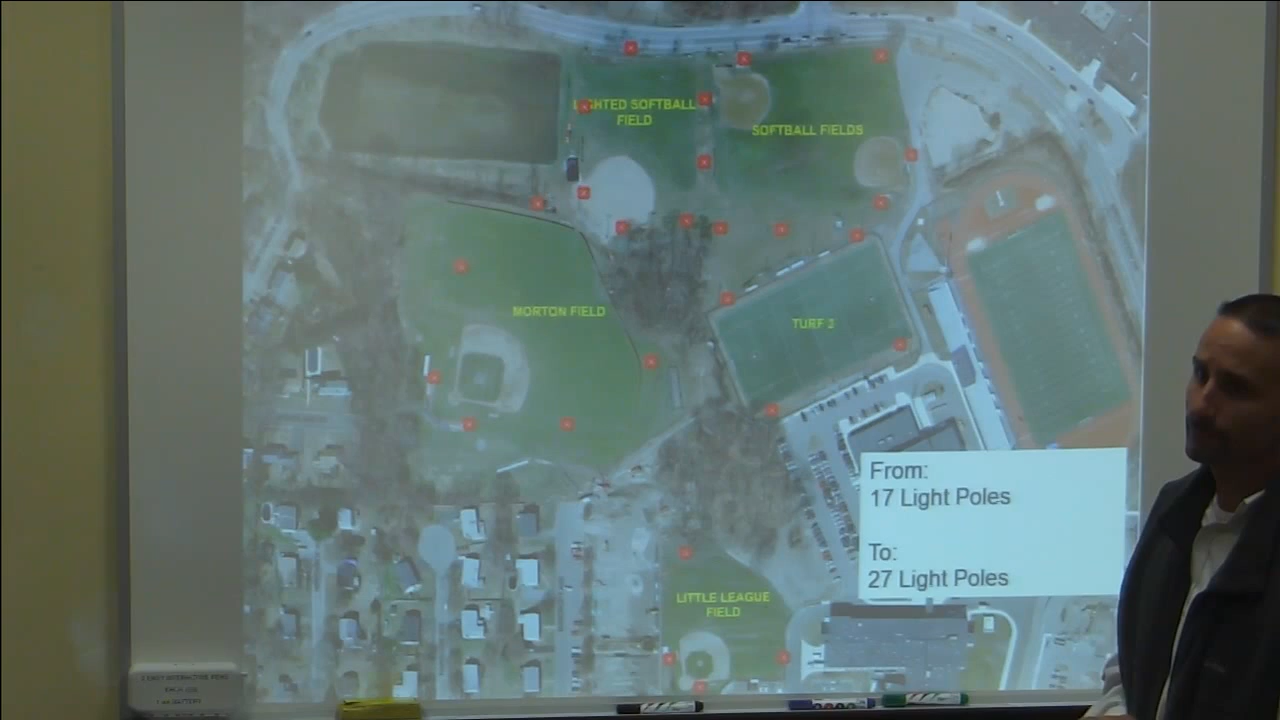 LIGHTED SOFTBALL
FIELD
SOFTBALL FIELDS
MORTON FIELD
TURF 2
From:
17 Light Poles
To:
27 Light Poles
LITTLE LEAGUE
FIELD